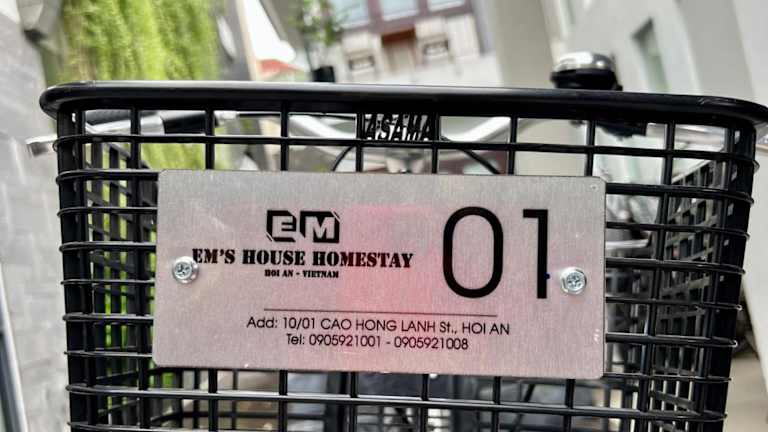 ASAMA
EM
EM'S HOUSE HOMESTAY
HOI AN - VIETNAM
01
Add: 10/01 CAO HONG LANH St., HOI AN
Tel: 0905921001 - 0905921008